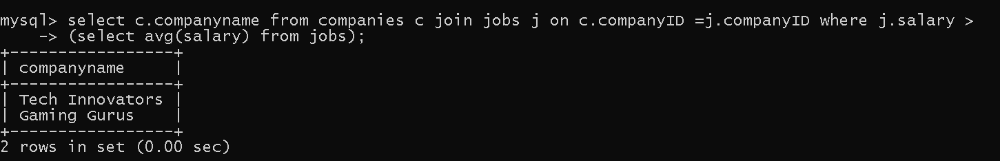 mysql> select c.companyname from companies c join jobs j on c.companyID =j.companyID where j.salary >
    -> (select avg(salary) from jobs);
+-----------------+
| companyname     |
+-----------------+
| Tech Innovators |
| Gaming Gurus    |
+-----------------+
2 rows in set (0.00 sec)